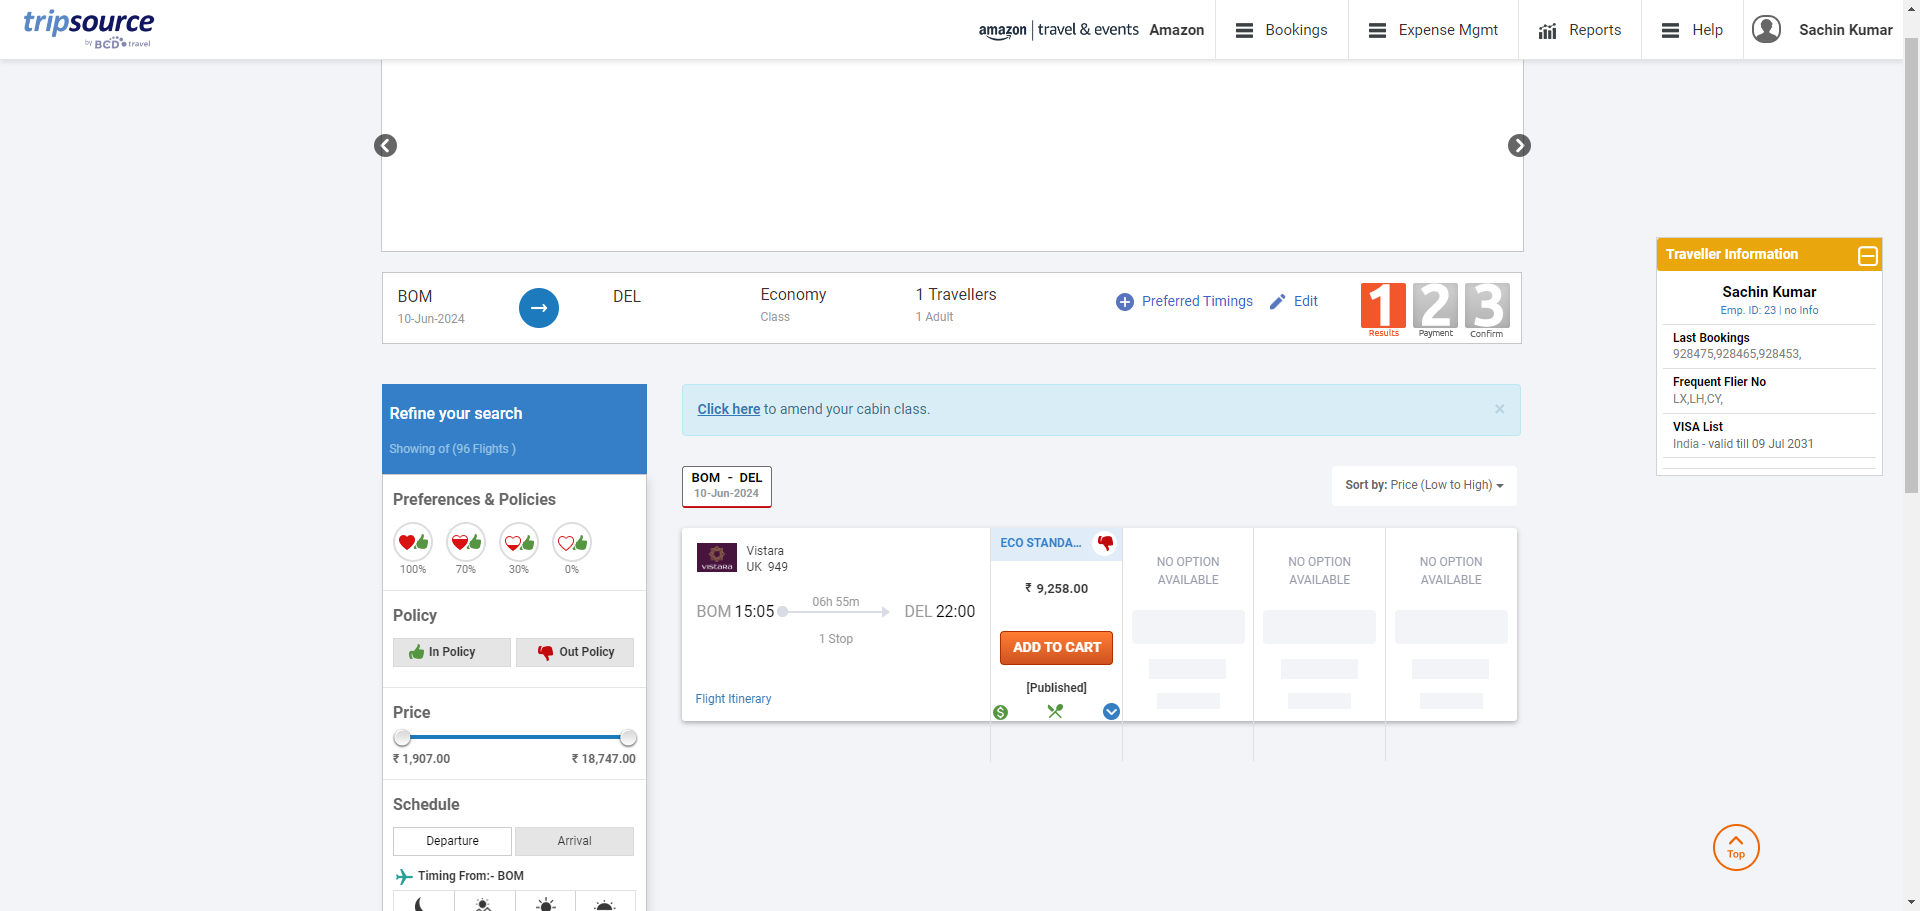 tripsource
by BCD travel
amazon | travel & events Amazon
Bookings
Expense Mgmt
Reports
Help
Sachin Kumar
BOM
10-Jun-2024
DEL
Economy
Class
1 Travellers
1 Adult
Preferred Timings
Edit
1
Results
2
Payment
3
Confirm
Traveller Information
Sachin Kumar
Emp. ID: 23 | no Info
Last Bookings
928475,928465,928453,
Frequent Flier No
LX,LH,CY,
VISA List
India - valid till 09 Jul 2031
Refine your search
Showing of (96 Flights )
Preferences & Policies
100% 70% 30% 0%
Policy
In Policy Out Policy
Price
₹ 1,907.00 ₹ 18,747.00
Schedule
Departure Arrival
Timing From:- BOM
Click here to amend your cabin class. ×
BOM - DEL
10-Jun-2024
Sort by: Price (Low to High)
vistara
Vistara
UK 949
BOM 15:05
06h 55m
1 Stop
DEL 22:00
Flight Itinerary
ECO STANDA...
₹ 9,258.00
ADD TO CART
[Published]
$
NO OPTION
AVAILABLE
NO OPTION
AVAILABLE
NO OPTION
AVAILABLE
Top